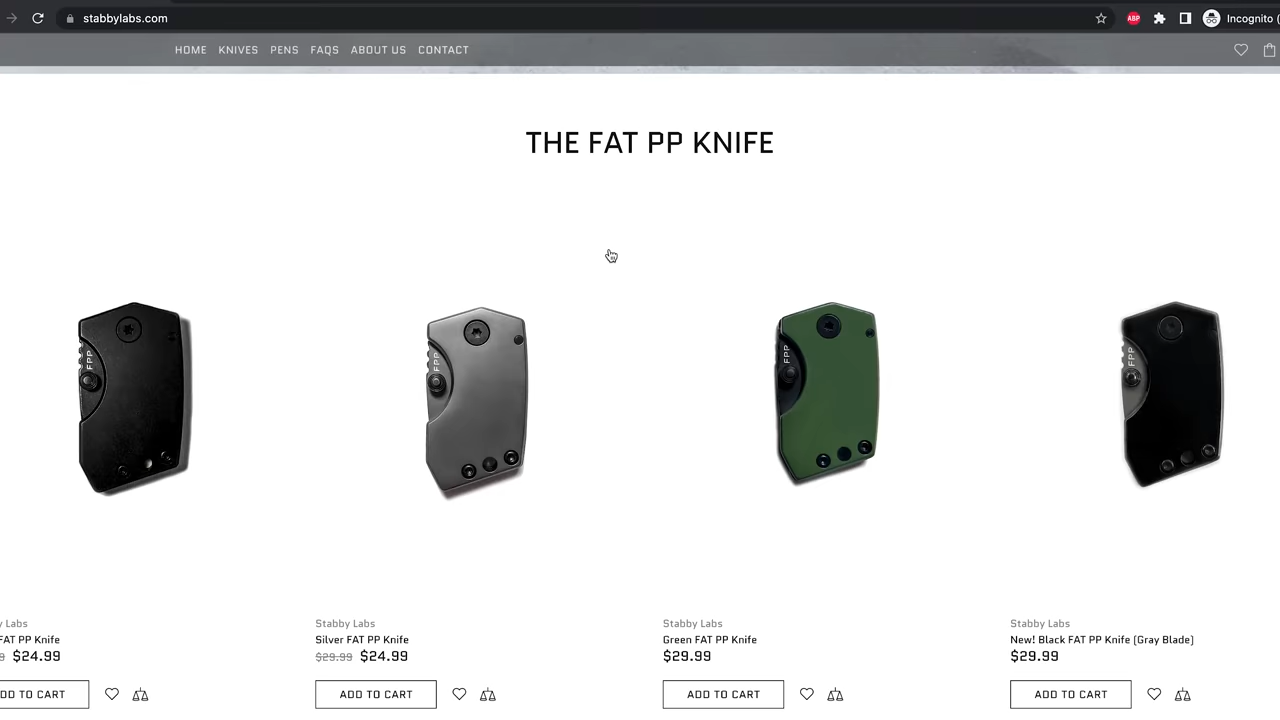 stabbylabs.com
ABP
Incognito (
HOME KNIVES PENS FAQS ABOUT US CONTACT
THE FAT PP KNIFE
FPP
FPP
FPP
FPP
y Labs
FAT PP Knife
9 $24.99
DD TO CART
Stabby Labs
Silver FAT PP Knife
$29.99 $24.99
ADD TO CART
Stabby Labs
Green FAT PP Knife
$29.99
ADD TO CART
Stabby Labs
New! Black FAT PP Knife (Gray Blade)
$29.99
ADD TO CART